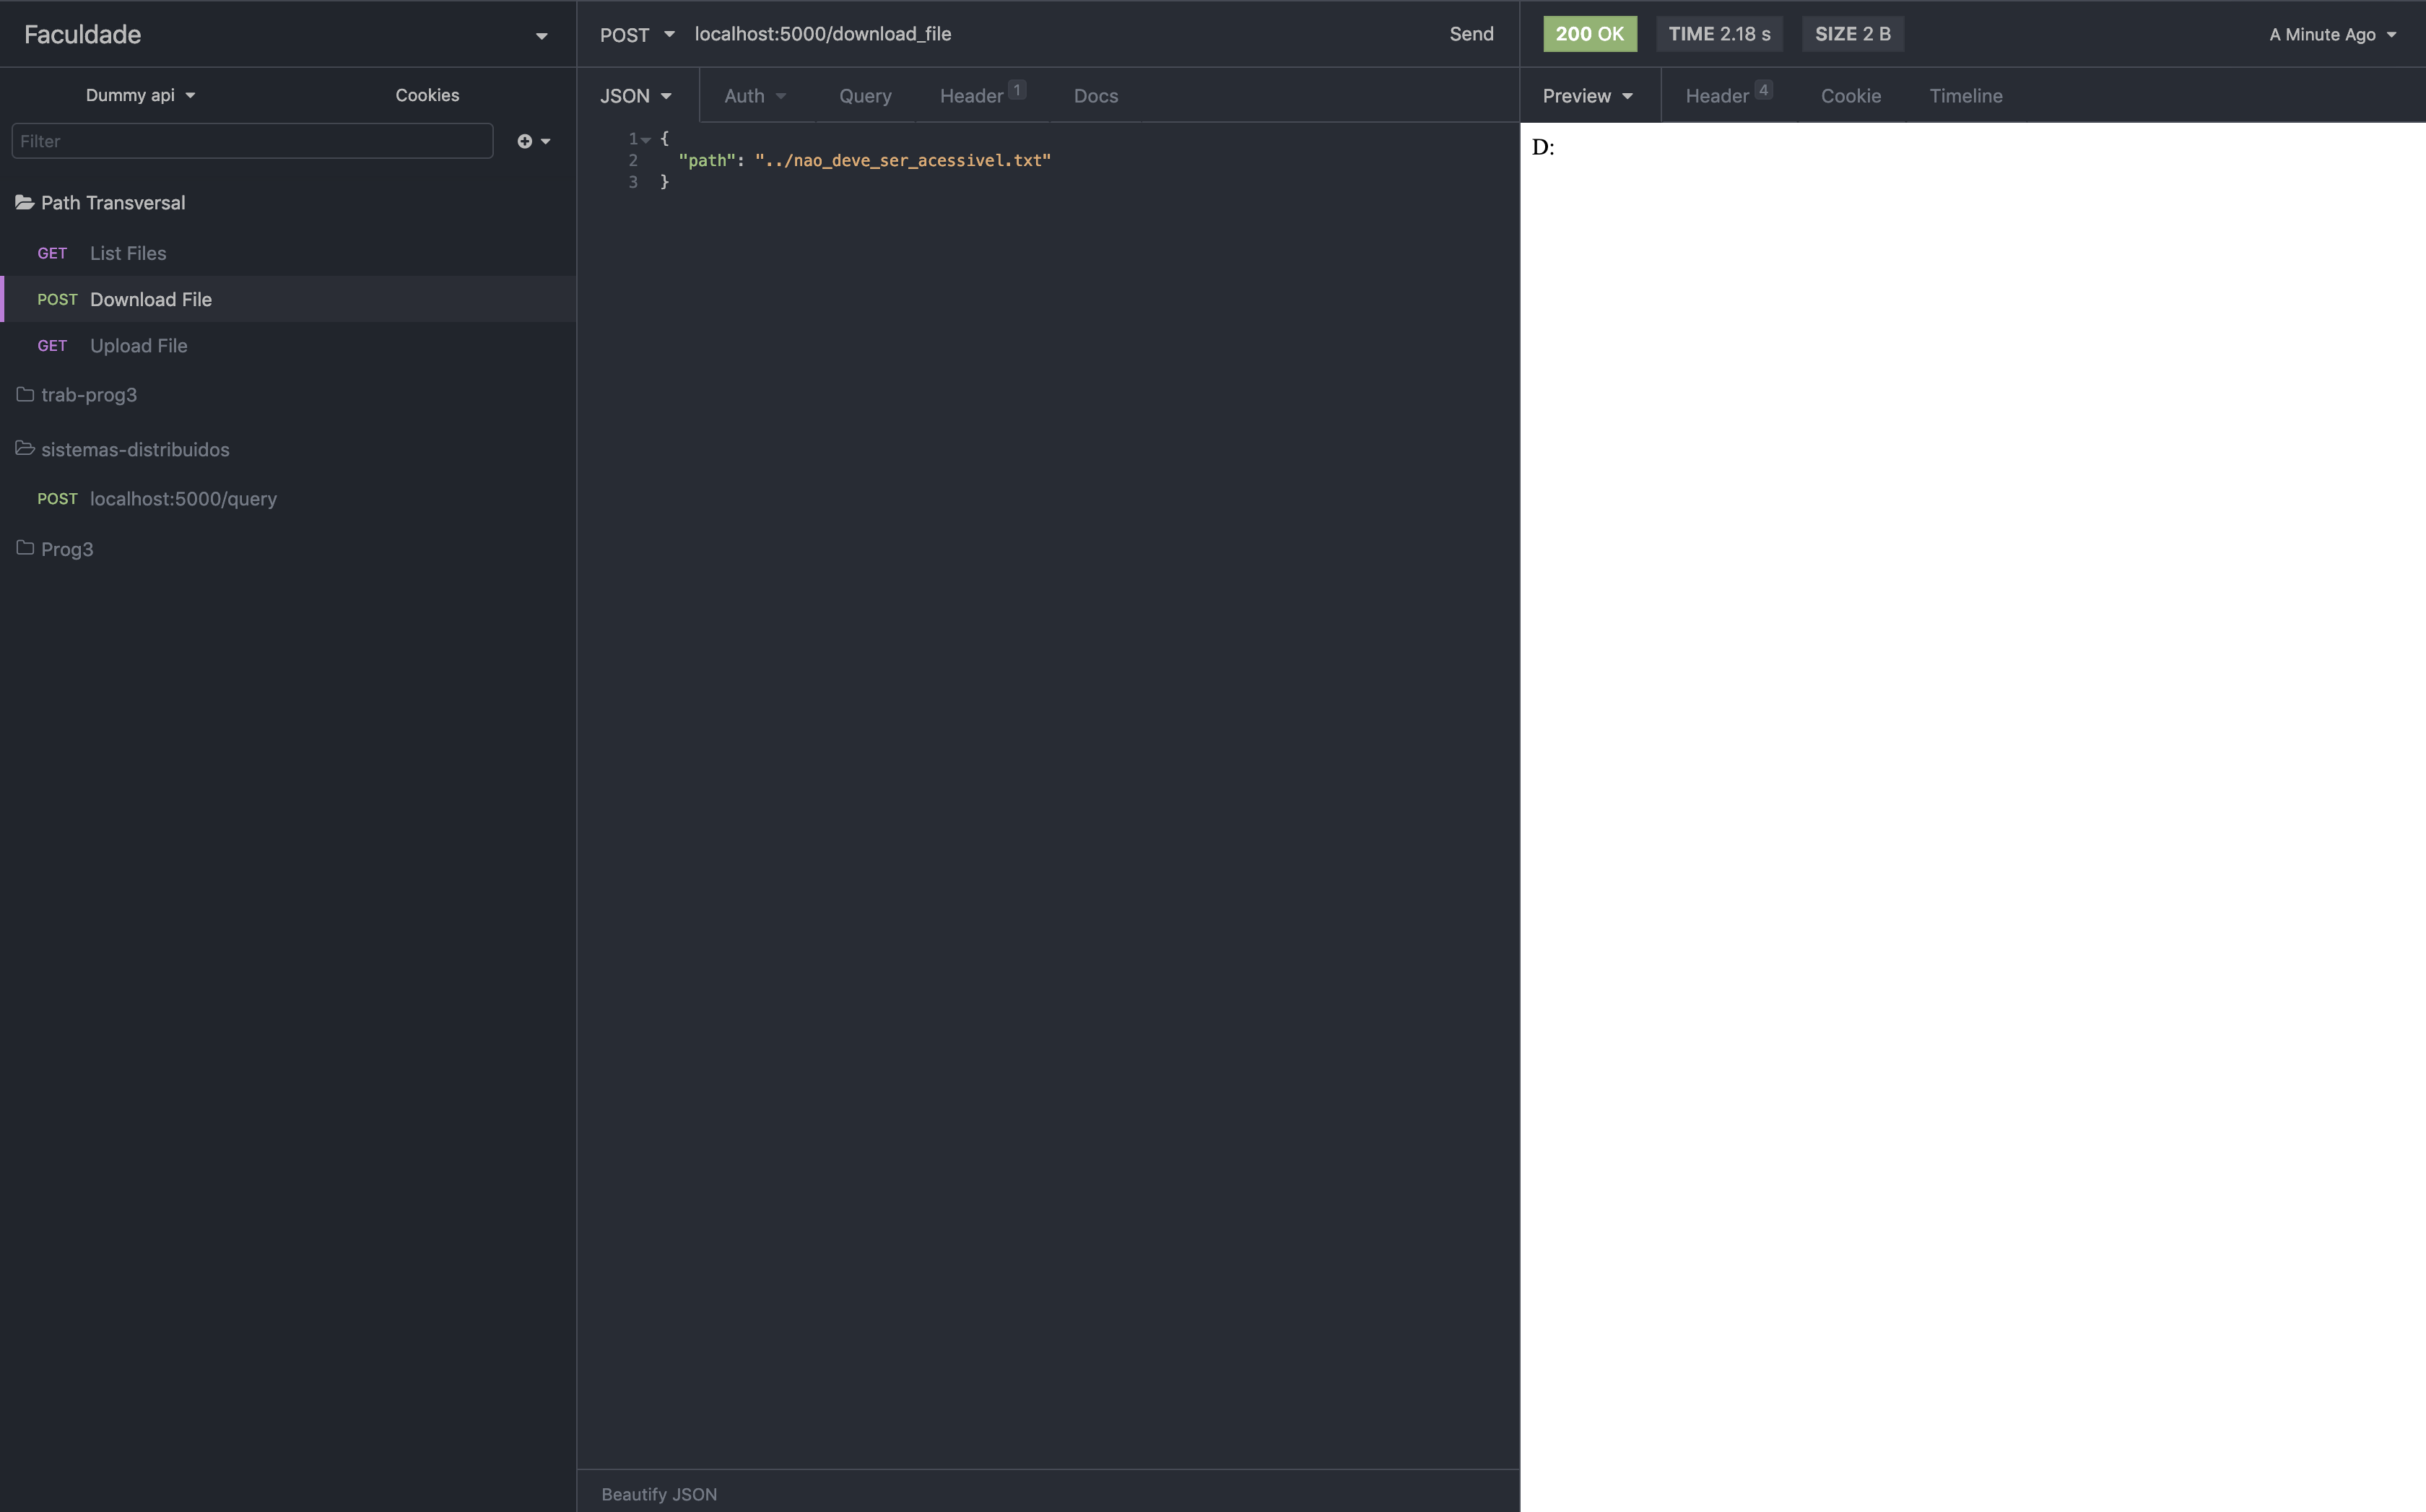 Faculdade
Dummy api
Cookies
Filter
Path Transversal
GET List Files
POST Download File
GET Upload File
trab-prog3
sistemas-distribuidos
POST localhost:5000/query
Prog3
POST localhost:5000/download_file Send
JSON Auth Query Header 1 Docs
1 {
2 "path": "../nao_deve_ser_acessivel.txt"
3 }
Beautify JSON
200 OK TIME 2.18 s SIZE 2 B A Minute Ago
Preview Header 4 Cookie Timeline
D: